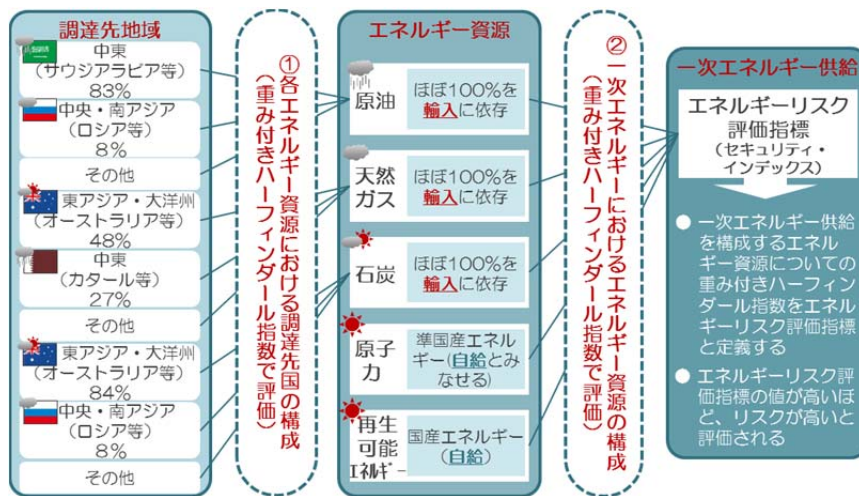 調達先地域
中東
(サウジアラビア等)
83%
中央・南アジア
(ロシア等)
8%
その他
東アジア・大洋州
(オーストラリア等)
48%
中東
(カタール等)
27%
その他
東アジア・大洋州
(オーストラリア等)
84%
中央・南アジア
(ロシア等)
8%
その他
①各エネルギー資源における調達先国の構成
(重み付きハーフィンダール指数で評価)
エネルギー資源
原油
ほぼ100%を
輸入に依存
天然
ガス
ほぼ100%を
輸入に依存
石炭
ほぼ100%を
輸入に依存
原子
力
準国産エネル
ギー(自給とみ
なせる)
再生
可能
エネルギー
国産エネルギー
(自給)
②一次エネルギーにおけるエネルギー資源の構成
(重み付きハーフィンダール指数で評価)
一次エネルギー供給
エネルギーリスク
評価指標
(セキュリティ・
インデックス)
● 一次エネルギー供給
を構成するエネル
ギー資源についての
重み付きハーフィン
ダール指数をエネル
ギーリスク評価指標
と定義する
● エネルギーリスク評
価指標の値が高いほ
ど、リスクが高いと
評価される